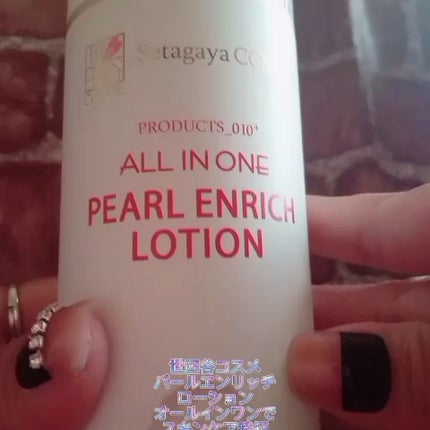 Setagaya Co
PRODUCTS_010+
ALL IN ONE
PEARL ENRICH
LOTION
世田谷コスメ
パールエンリッチ
ローション
オールインワンで